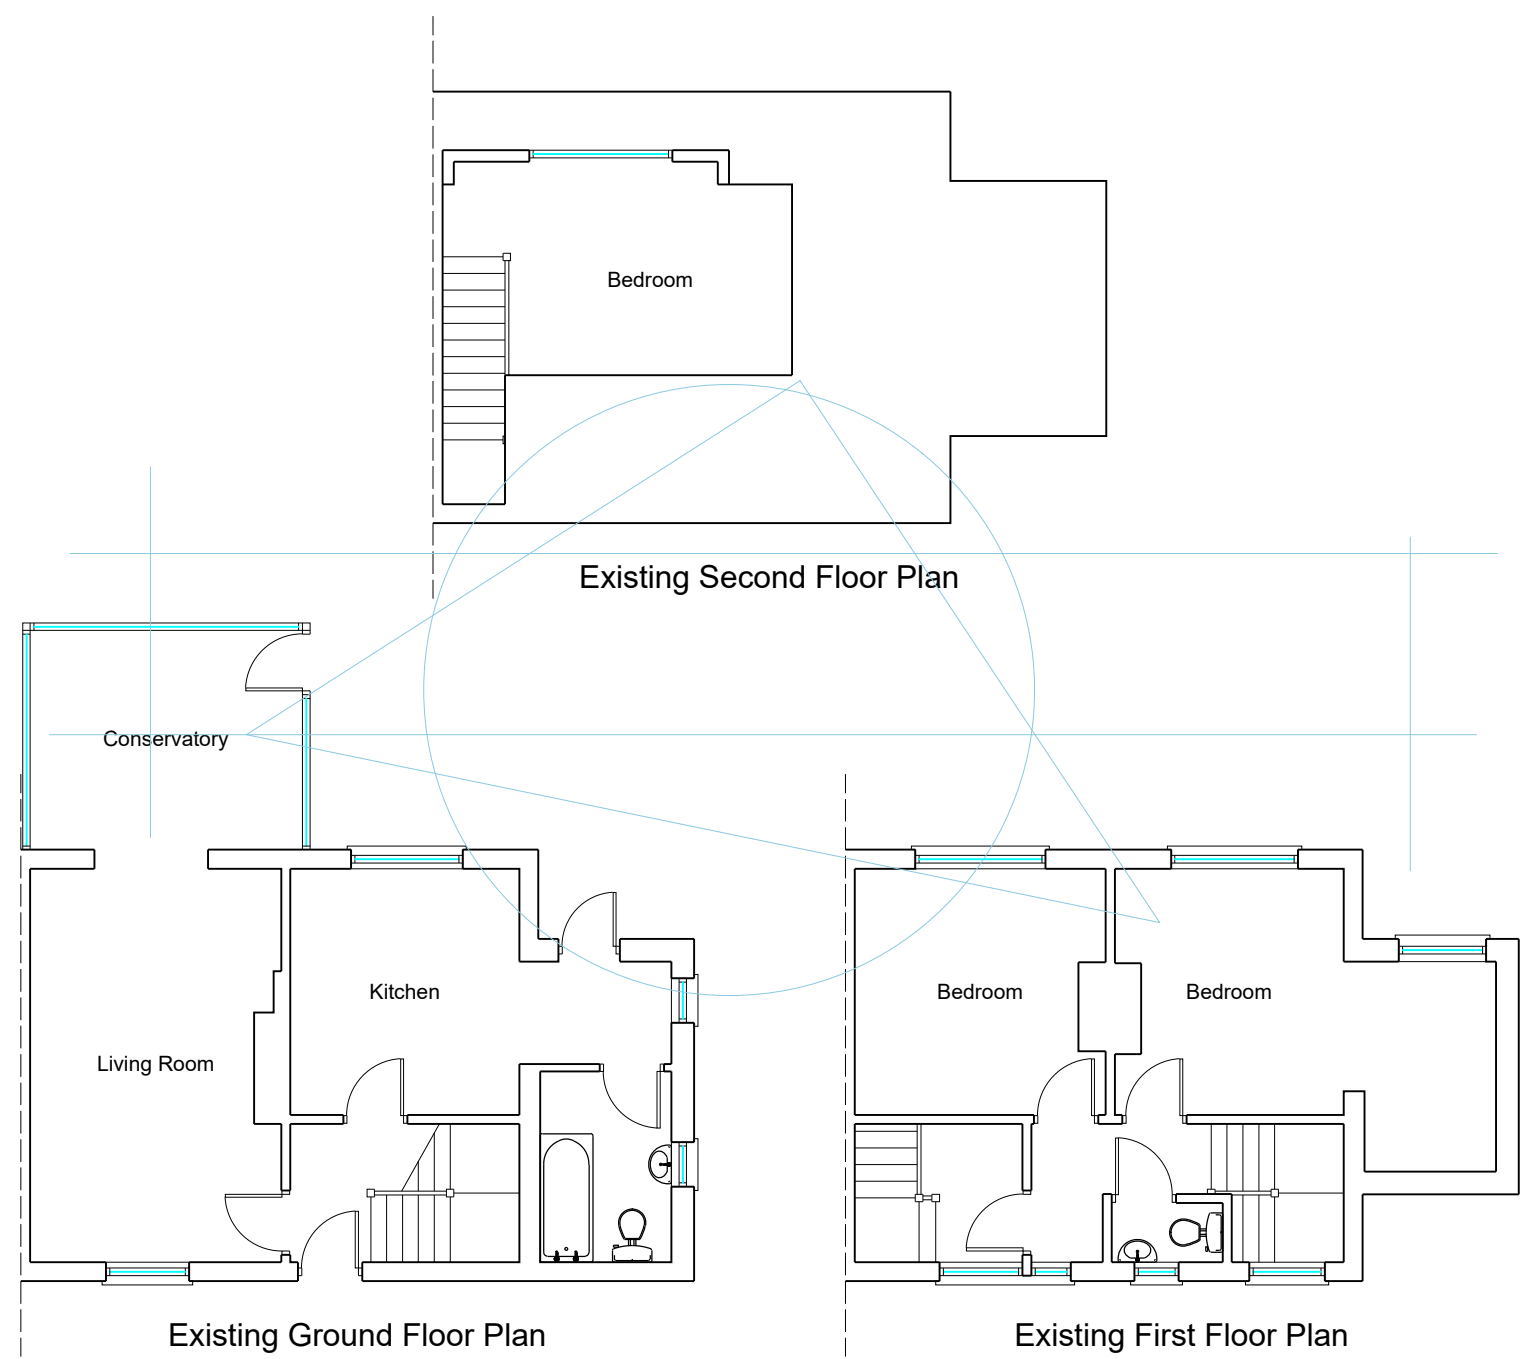 Bedroom
Existing Second Floor Plan
Conservatory
Kitchen
Living Room
Existing Ground Floor Plan
Bedroom
Bedroom
Existing First Floor Plan